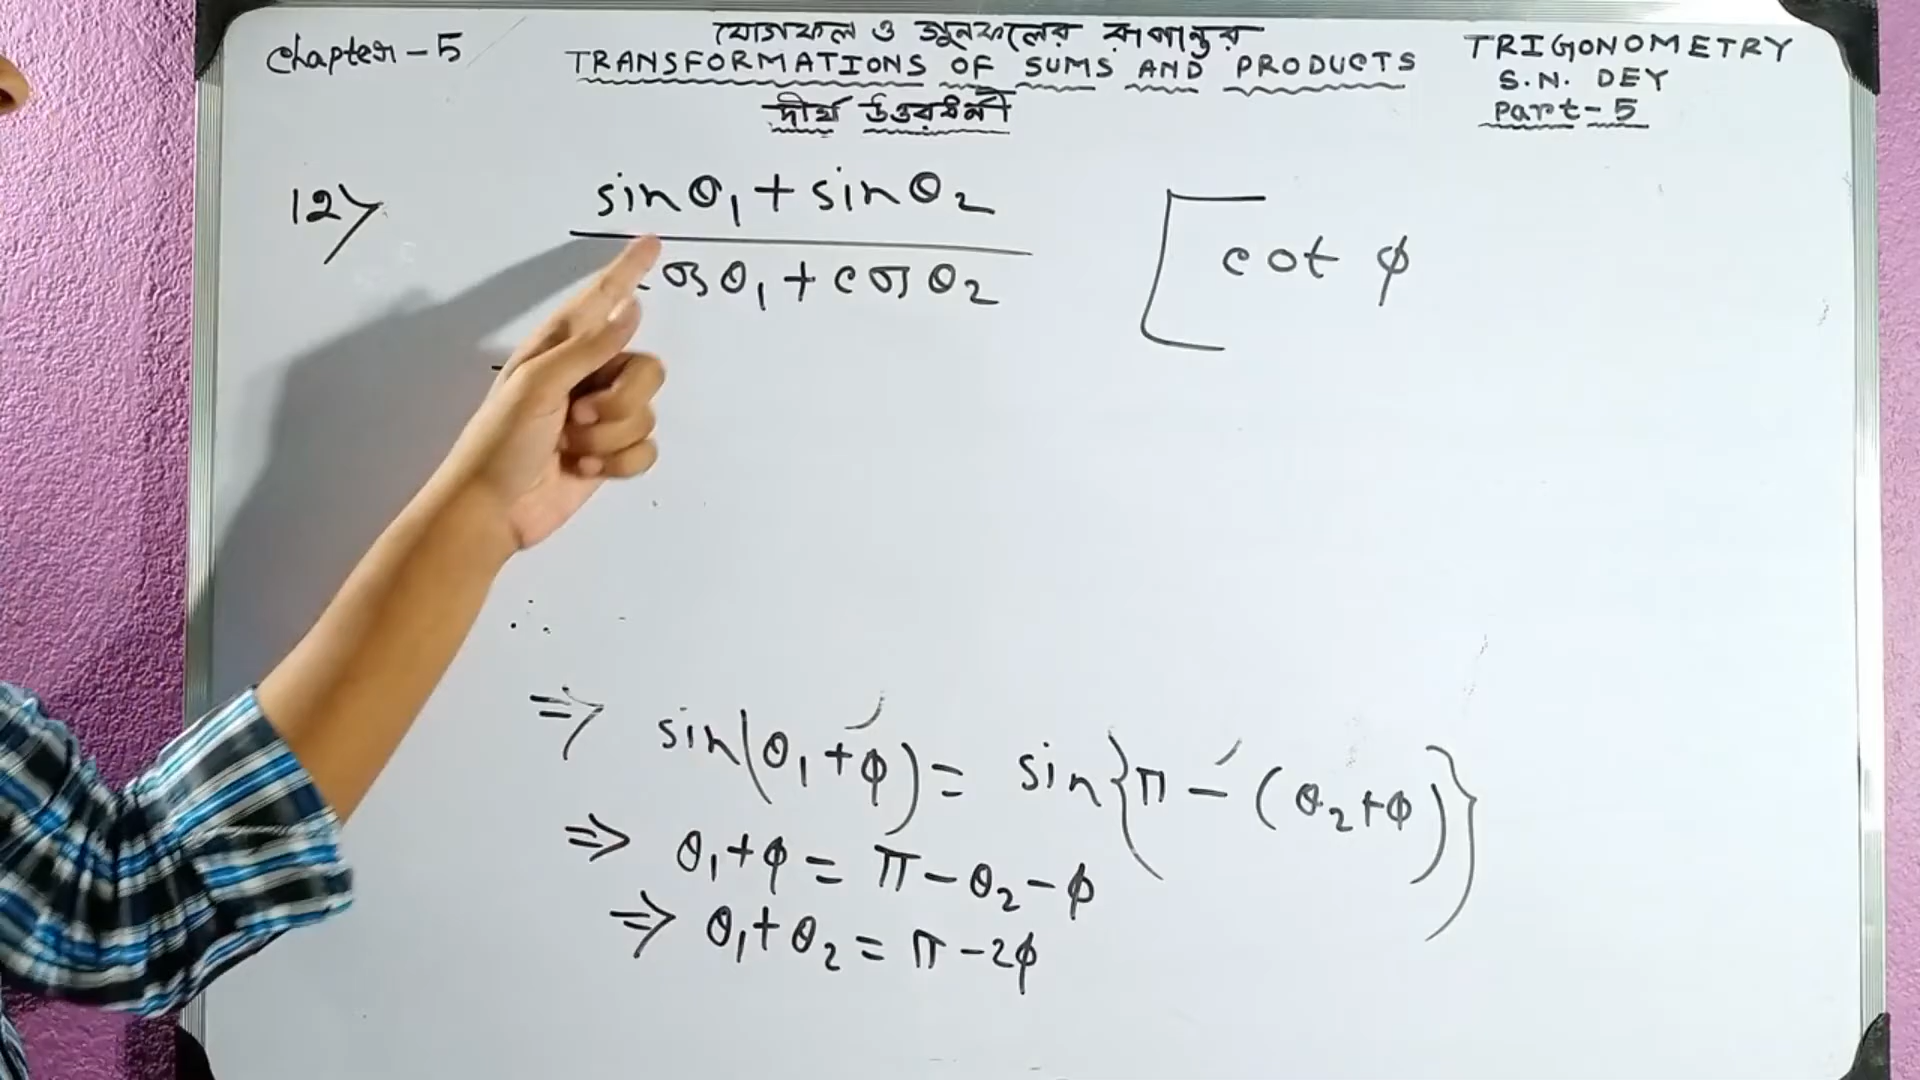 Chapter-5
যোগফল ও গুনফলের রূপান্তর
TRANSFORMATIONS OF SUMS AND PRODUCTS
দীর্ঘ উত্তরধর্মী
TRIGONOMETRY
S.N. DEY
Part-5
12>
sinθ₁ + sinθ₂
cosθ₁ + cosθ₂
[cot φ
∴
⇒ sin(θ₁+φ) = sin{π - (θ₂+φ)}
⇒ θ₁+φ = π-θ₂-φ
⇒ θ₁+θ₂ = π-2φ